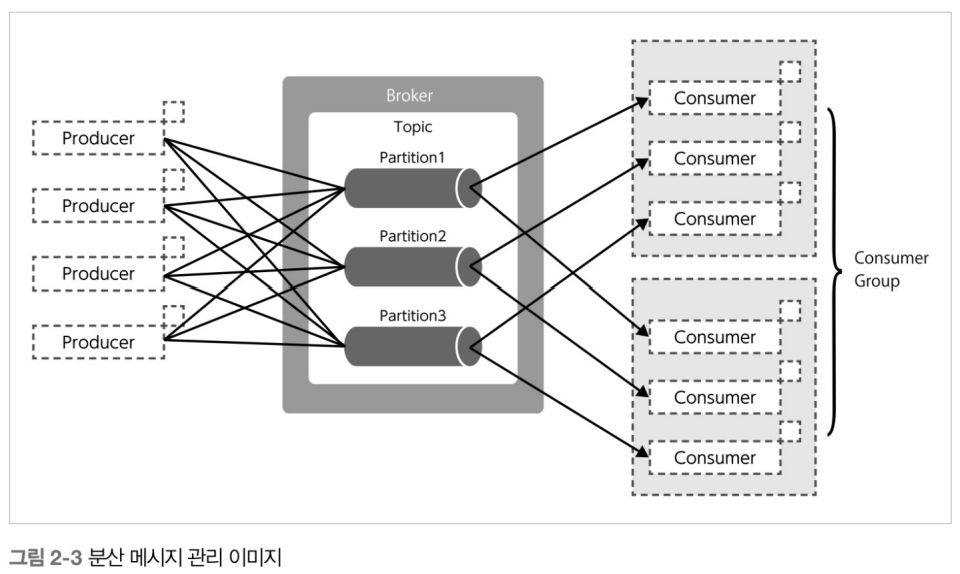 Broker
Topic
Producer
Producer
Producer
Producer
Partition1
Partition2
Partition3
Consumer
Consumer
Consumer
Consumer
Consumer
Consumer
Consumer
Group
그림 2-3 분산 메시지 관리 이미지